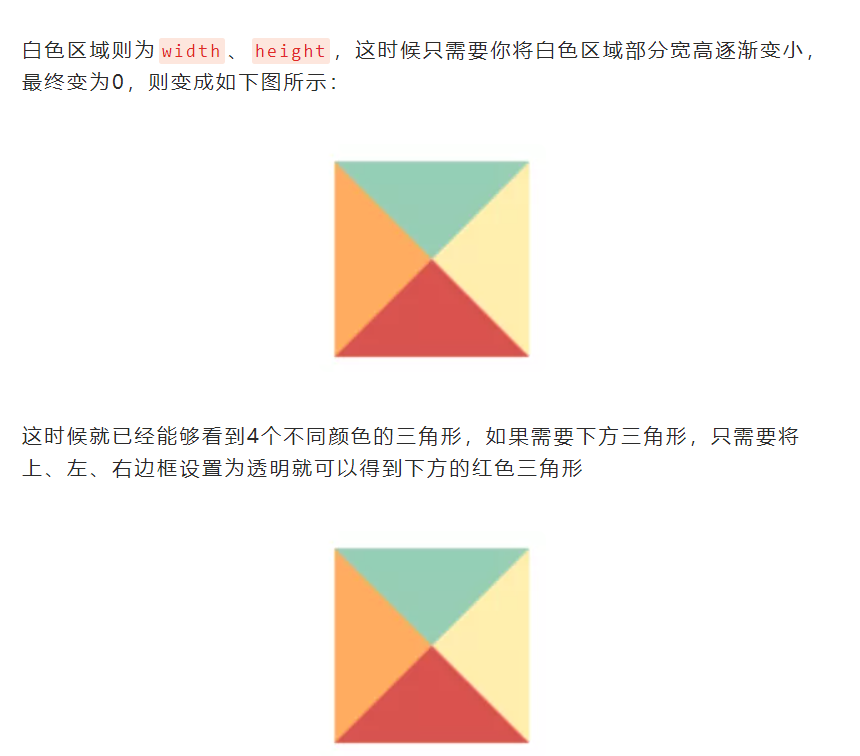 白色区域则为width、height，这时候只需要你将白色区域部分宽高逐渐变小，
最终变为0，则变成如下图所示：
这时候就已经能够看到4个不同颜色的三角形，如果需要下方三角形，只需要将
上、左、右边框设置为透明就可以得到下方的红色三角形